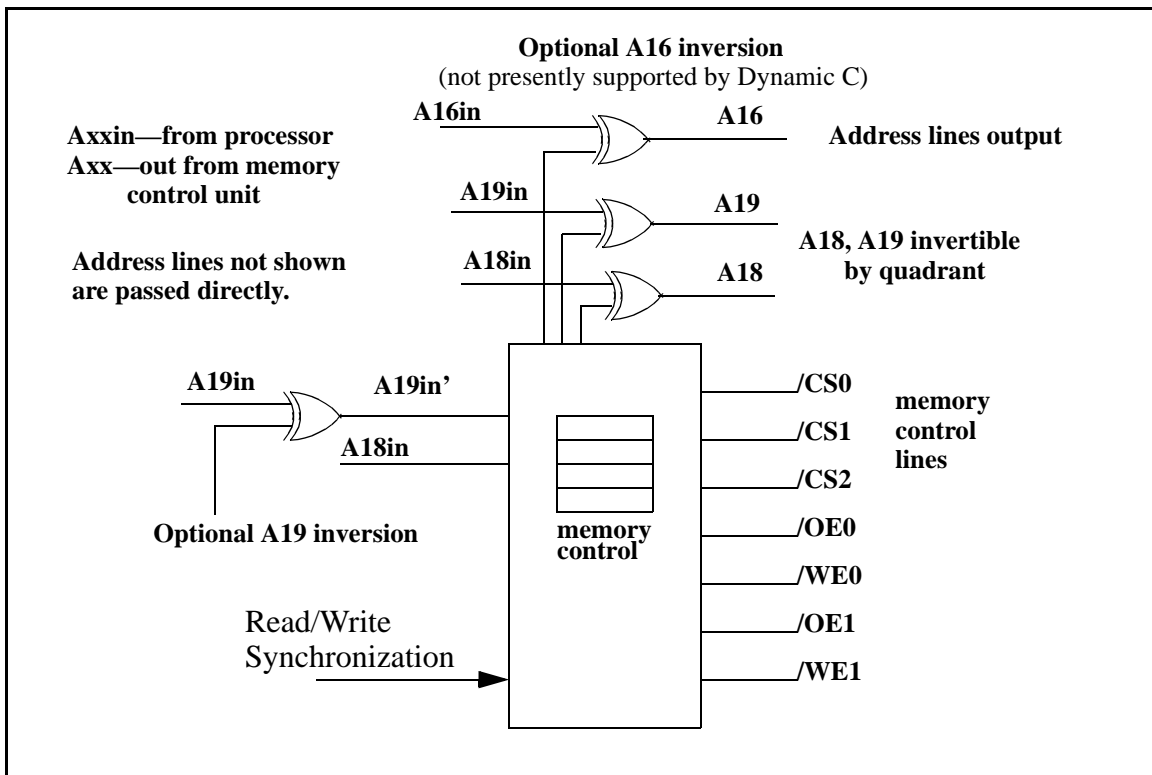 Optional A16 inversion
(not presently supported by Dynamic C)
A16in
A16
Axxin—from processor
Axx—out from memory
control unit
Address lines output
A19in
A19
A18, A19 invertible
by quadrant
Address lines not shown
are passed directly.
A18in
A18
A19in
A19in’
A18in
Optional A19 inversion
memory
control
Read/Write
Synchronization
/CS0
/CS1
/CS2
/OE0
/WE0
/OE1
/WE1
memory
control
lines